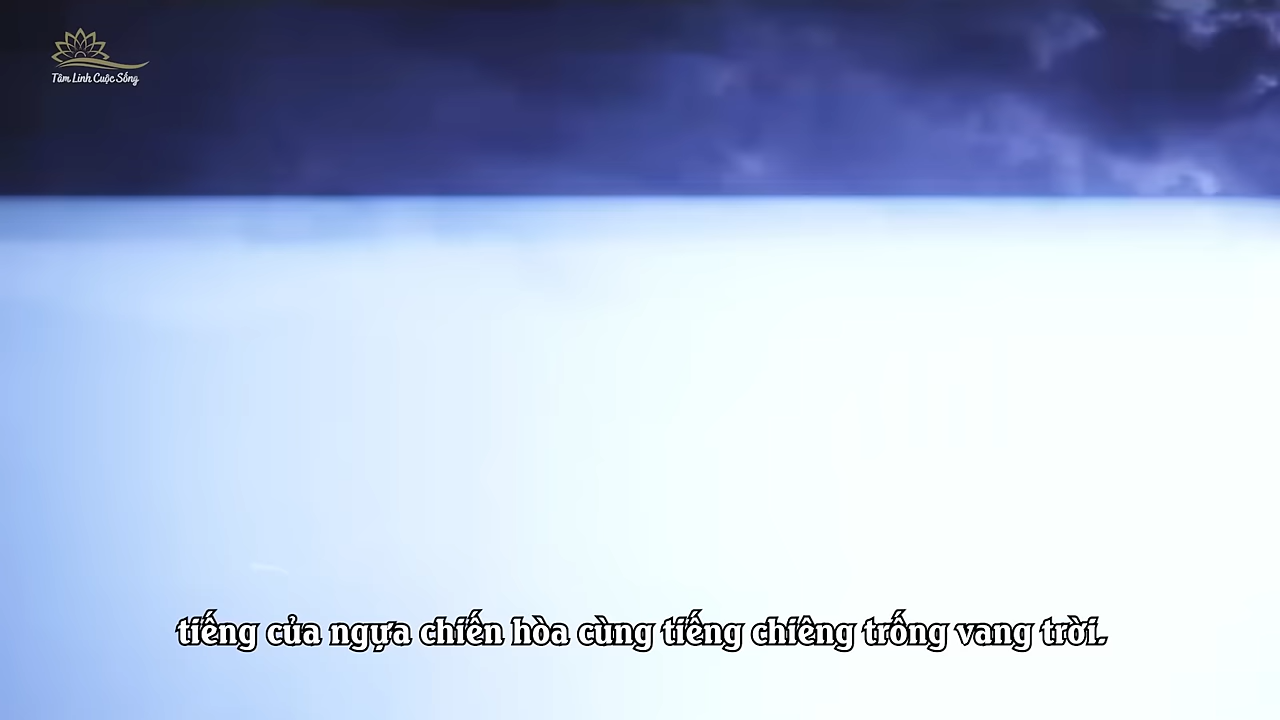 Tâm Linh Cuộc Sống
tiếng của ngựa chiến hòa cùng tiếng chiêng trống vang trời.